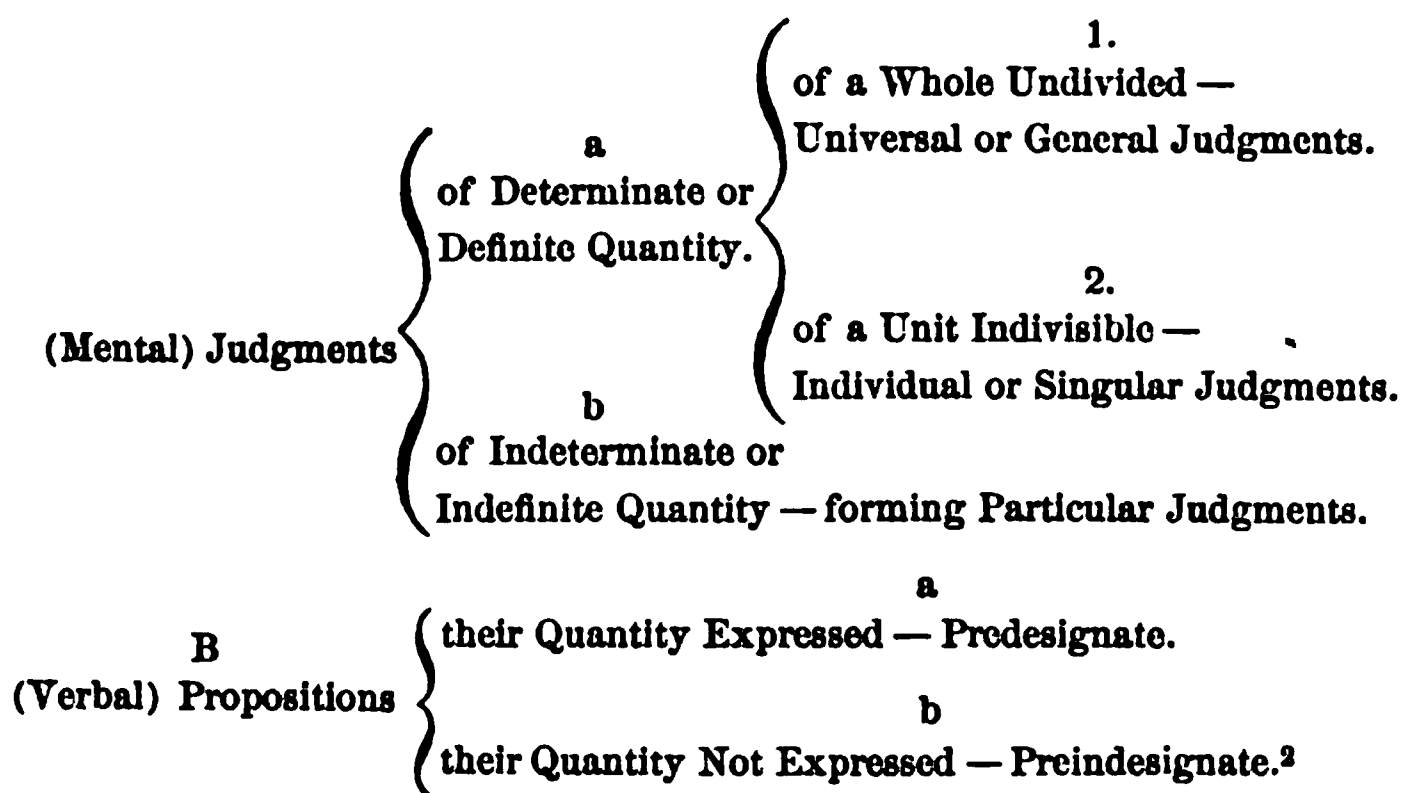 (Mental) Judgments
a
of Determinate or
Definite Quantity.
1.
of a Whole Undivided —
Universal or General Judgments.
2.
of a Unit Indivisible —
Individual or Singular Judgments.
b
of Indeterminate or
Indefinite Quantity — forming Particular Judgments.
B
(Verbal) Propositions
a
their Quantity Expressed — Predesignate.
b
their Quantity Not Expressed — Preindesignate.²